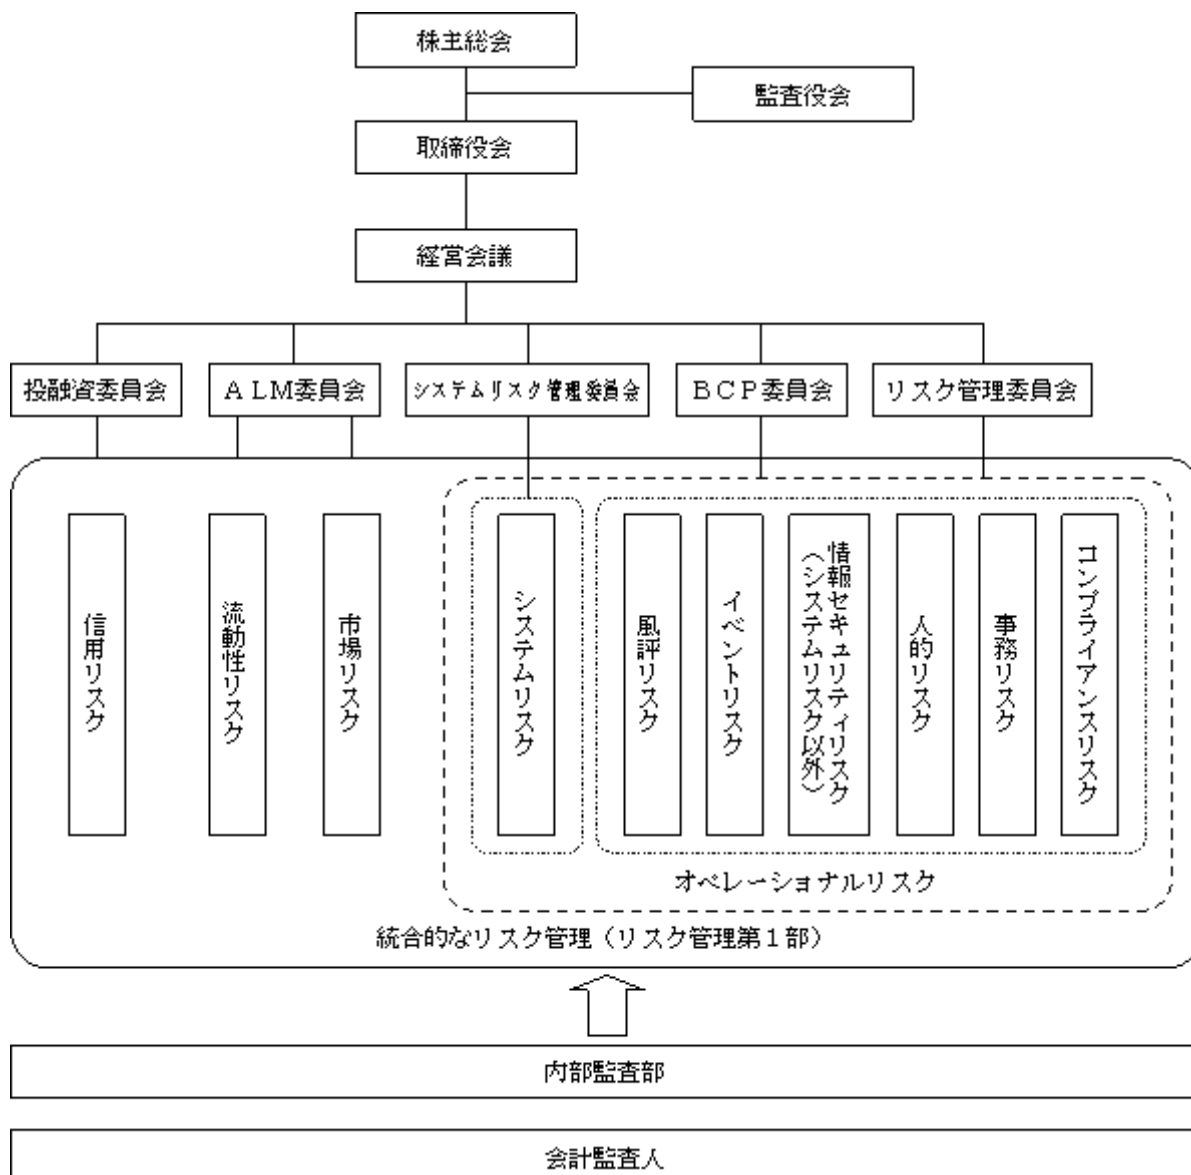 株主総会
監査役会
取締役会
経営会議
投融資委員会
ALM委員会
システムリスク管理委員会
BCP委員会
リスク管理委員会
信用リスク
流動性リスク
市場リスク
システムリスク
風評リスク
イベントリスク
情報セキュリティリスク
（システムリスク以外）
人的リスク
事務リスク
コンプライアンスリスク
オペレーショナルリスク
統合的なリスク管理（リスク管理第1部）
内部監査部
会計監査人